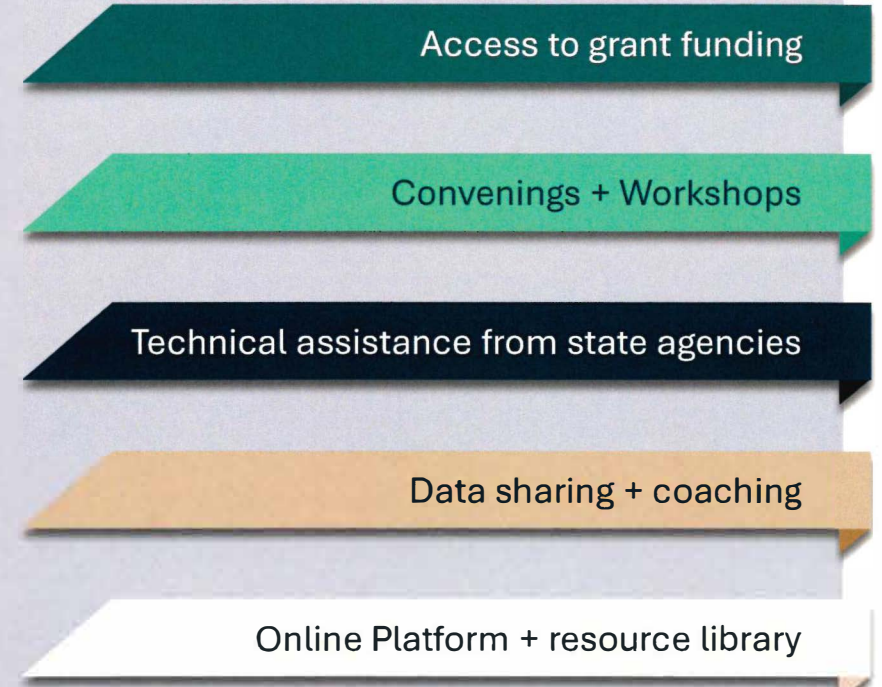 Access to grant funding
Convenings + Workshops
Technical assistance from state agencies
Data sharing + coaching
Online Platform + resource library